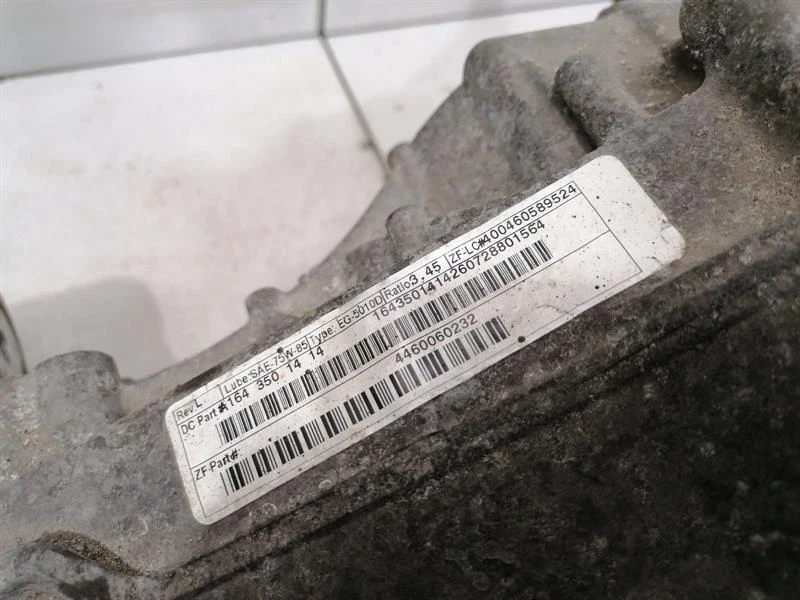 Rev.L Lube:SAE-75W-85 Type: EG-5010D Ratio3.45 ZF-LC#400460589524
DC Part#A164 350 14 14 1643501414260728801564
ZF-Part#: 4460060232